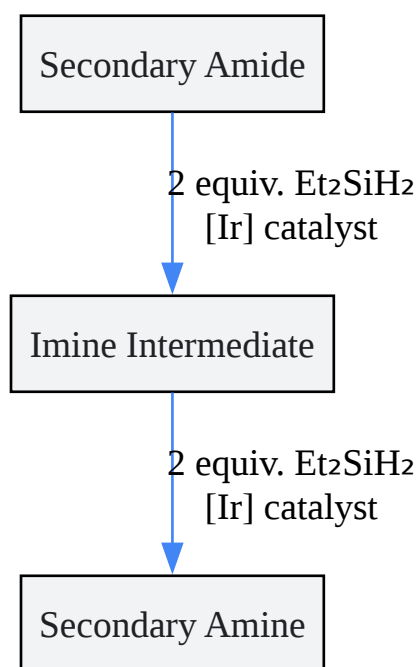 Secondary Amide
2 equiv. Et₂SiH₂
[Ir] catalyst
Imine Intermediate
2 equiv. Et₂SiH₂
[Ir] catalyst
Secondary Amine